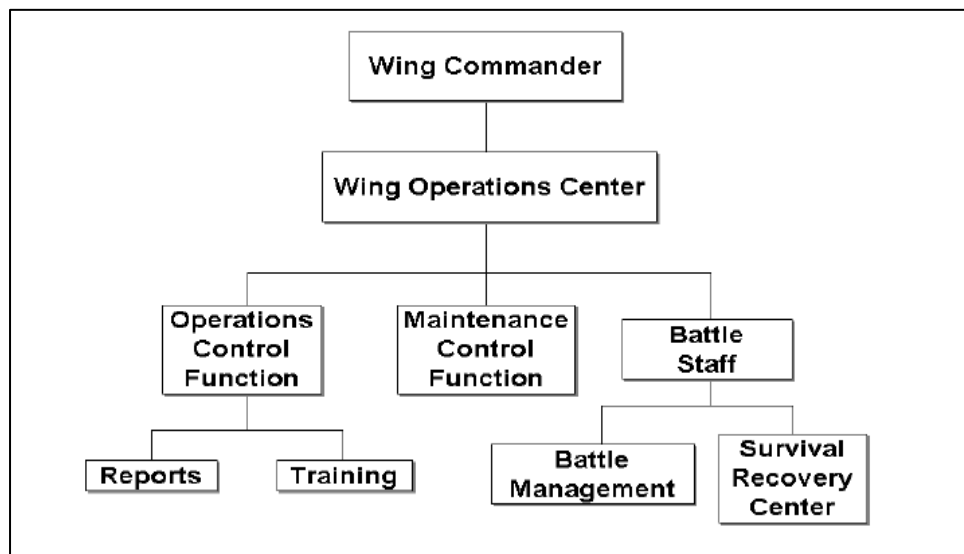 Wing Commander
Wing Operations Center
Operations
Control
Function
Maintenance
Control
Function
Battle
Staff
Reports
Training
Battle
Management
Survival
Recovery
Center